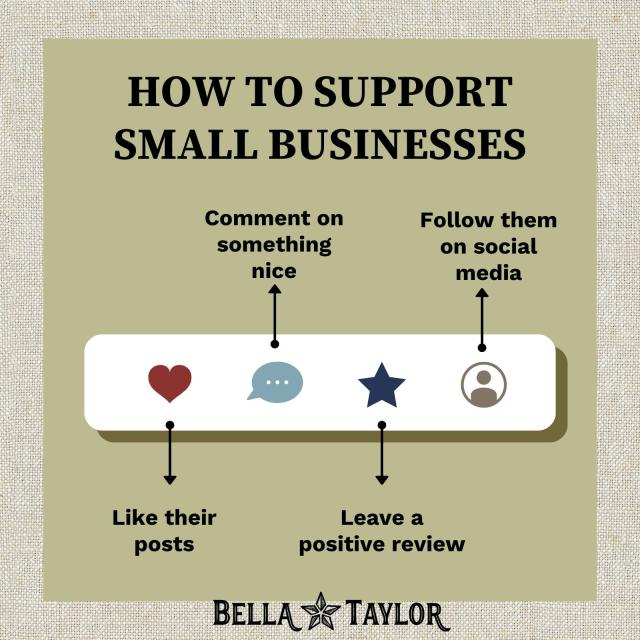 HOW TO SUPPORT
SMALL BUSINESSES
Comment on
something
nice
Follow them
on social
media
Like their
posts
Leave a
positive review
BELLA TAYLOR